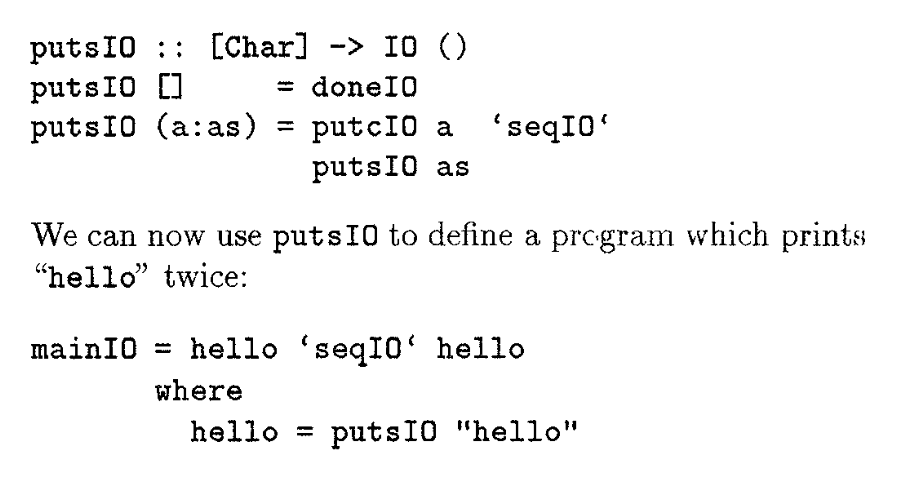 putsIO :: [Char] -> IO ()
putsIO []     = doneIO
putsIO (a:as) = putcIO a  ‘seqIO‘
                putsIO as
We can now use putsIO to define a program which prints
“hello” twice:
mainIO = hello ‘seqIO‘ hello
       where
         hello = putsIO "hello"